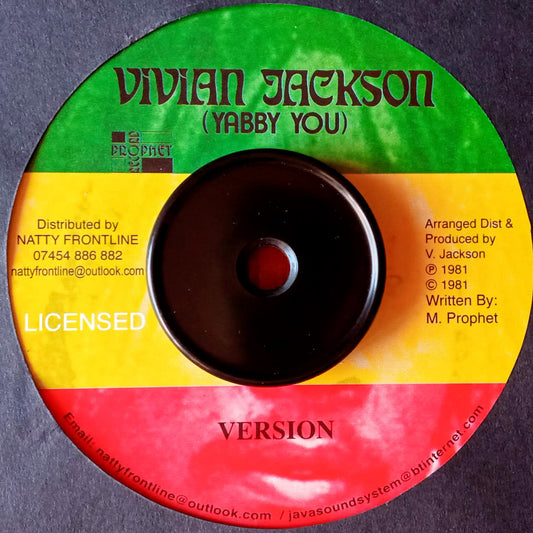 ViViAN JACKSON
(YABBY YOU)
PROPHET
RECORD
Distributed by
NATTY FRONTLINE
07454 886 882
nattyfrontline@outlook.com
LICENSED
Arranged Dist &
Produced by
V. Jackson
℗ 1981
© 1981
Written By:
M. Prophet
VERSION
Email: nattyfrontline@outlook.com / javasoundsystem@btinternet.com